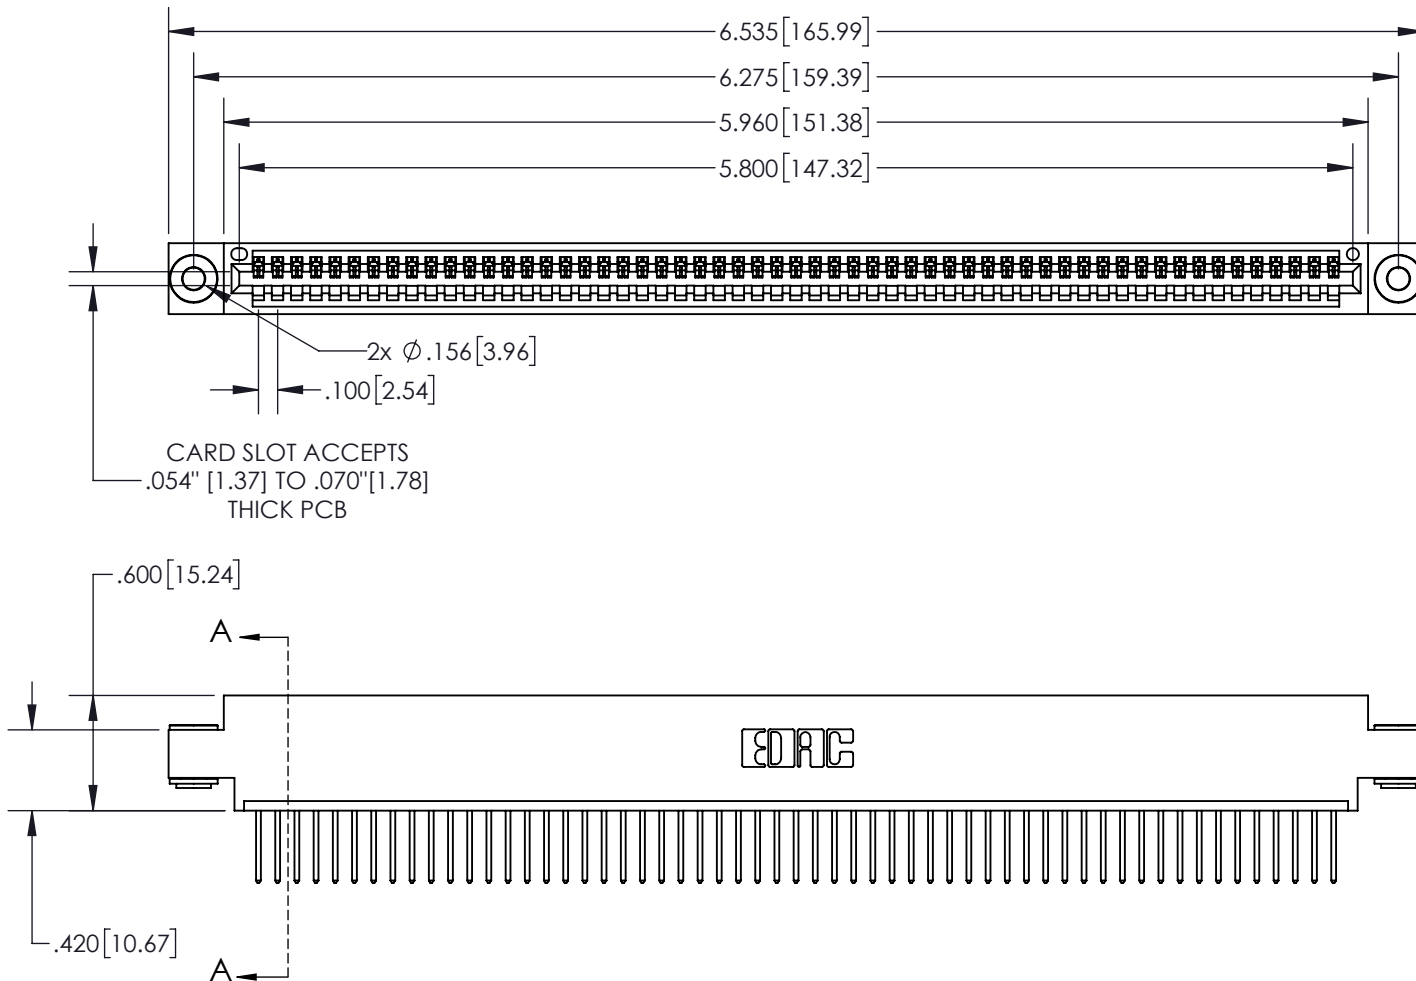 6.535[165.99]
6.275[159.39]
5.960[151.38]
5.800[147.32]
2x Ø.156[3.96]
.100[2.54]
CARD SLOT ACCEPTS
.054" [1.37] TO .070"[1.78]
THICK PCB
.600[15.24]
A
EDAC
.420[10.67]
A